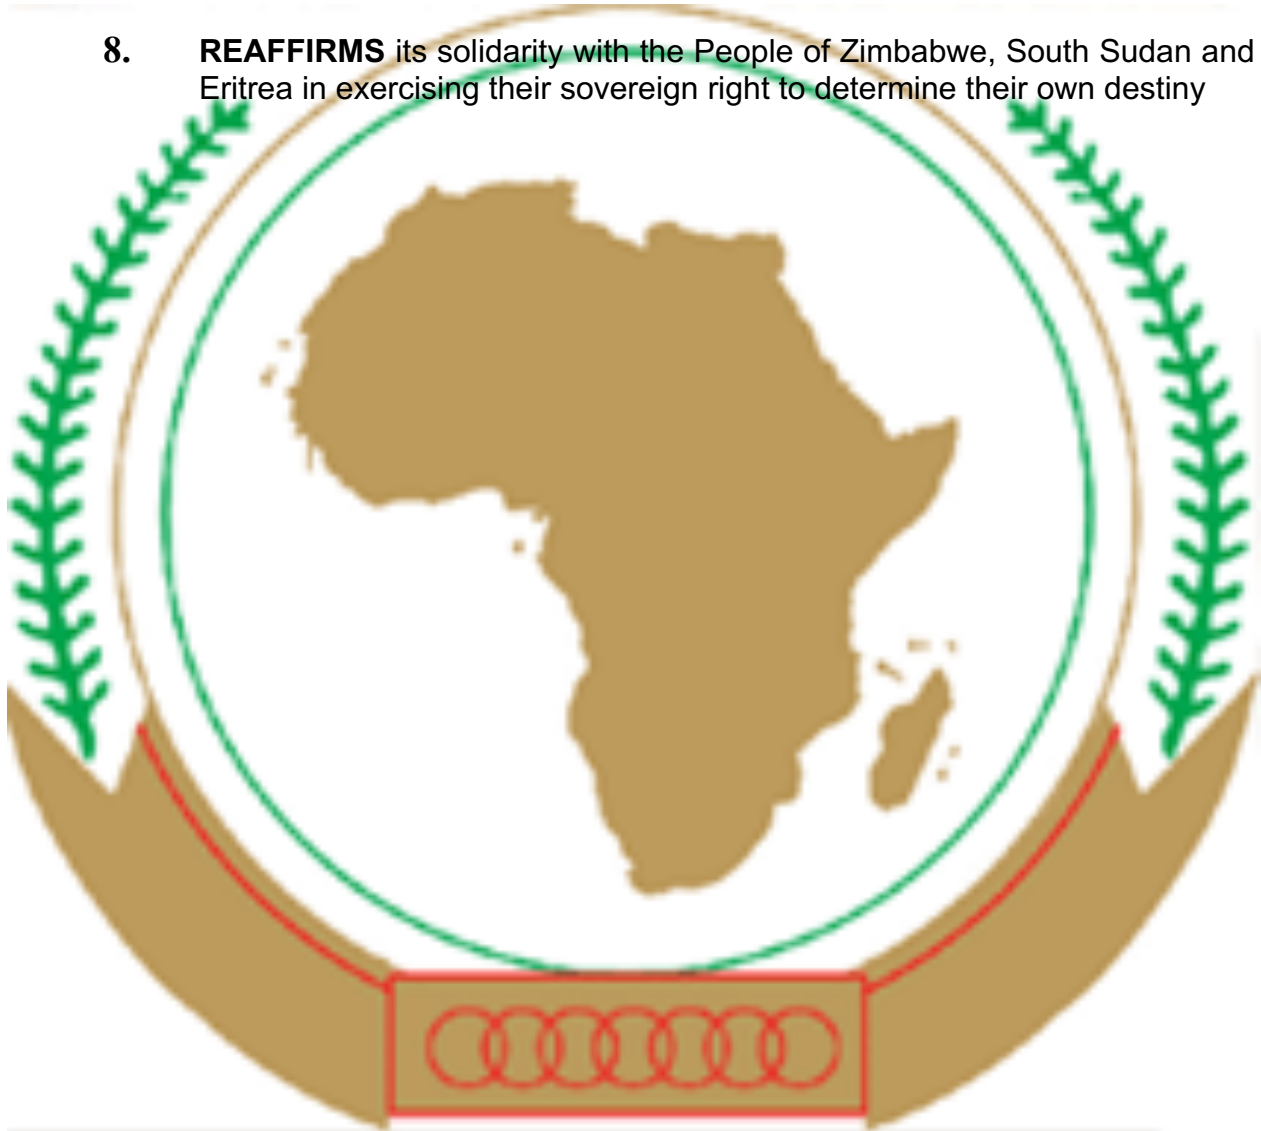 8. REAFFIRMS its solidarity with the People of Zimbabwe, South Sudan and
Eritrea in exercising their sovereign right to determine their own destiny